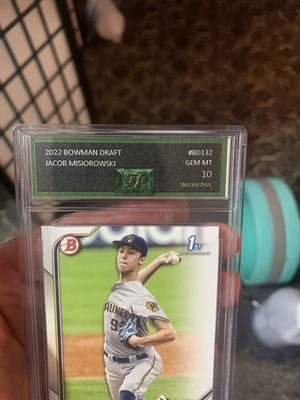 2022 BOWMAN DRAFT #BD132
JACOB MISIOROWSKI GEM MT
10
B 1ST